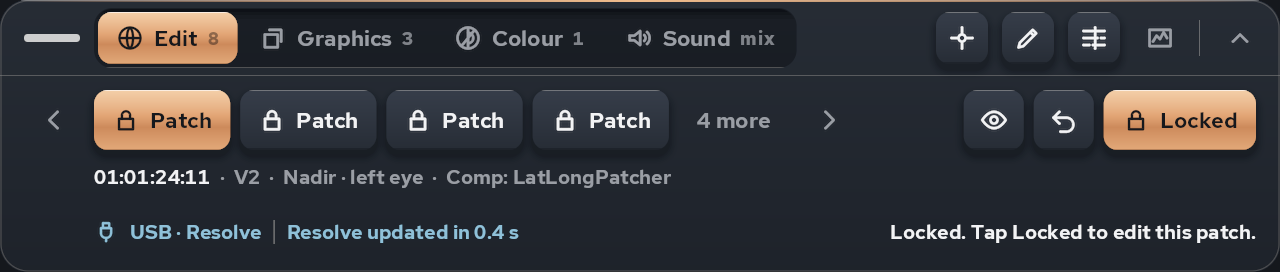 Edit 8 Graphics 3 Colour 1 Sound mix
Patch Patch Patch Patch 4 more Locked
01:01:24:11 · V2 · Nadir · left eye · Comp: LatLongPatcher
USB · Resolve | Resolve updated in 0.4 s Locked. Tap Locked to edit this patch.